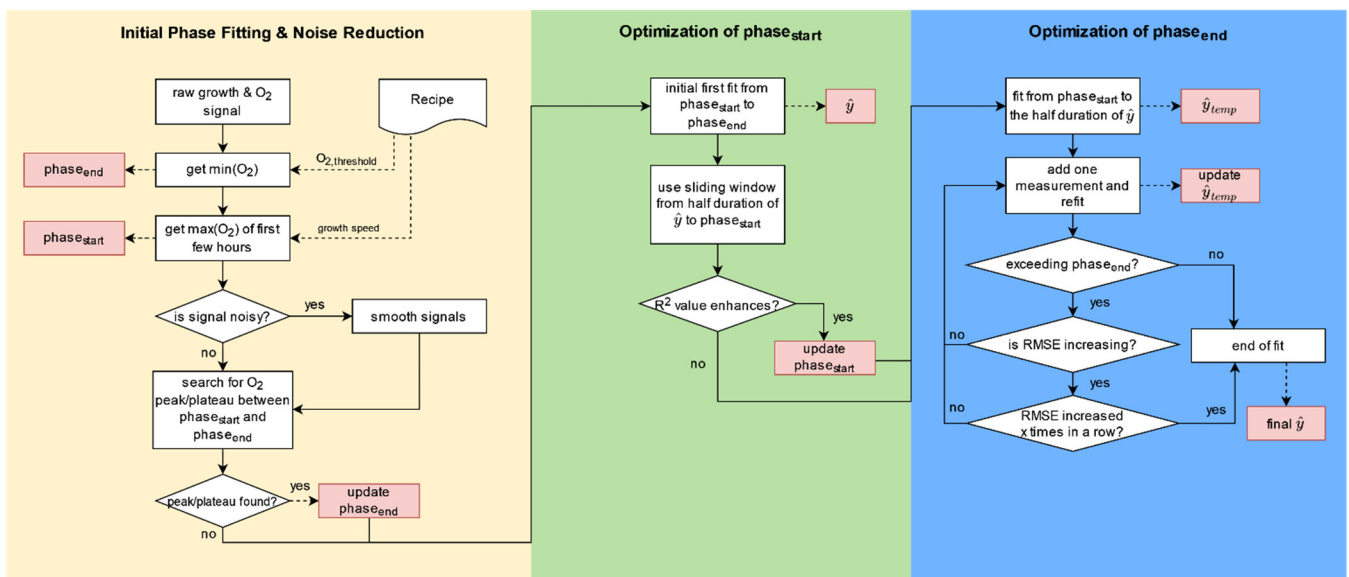 Initial Phase Fitting & Noise Reduction
raw growth & O2
signal
Recipe
O2,threshold
phaseend
get min(O2)
phasestart
get max(O2) of first
few hours
growth speed
is signal noisy?
yes
smooth signals
no
search for O2
peak/plateau between
phasestart and
phaseend
peak/plateau found?
yes
update
phaseend
no
Optimization of phasestart
initial first fit from
phasestart to
phaseend
ŷ
use sliding window
from half duration of
ŷ to phasestart
R2 value enhances?
yes
update
phasestart
no
Optimization of phaseend
fit from phasestart to
the half duration of ŷ
ŷtemp
add one
measurement and
refit
update
ŷtemp
exceeding phaseend?
no
yes
no
is RMSE increasing?
end of fit
yes
no
RMSE increased
x times in a row?
yes
final ŷ